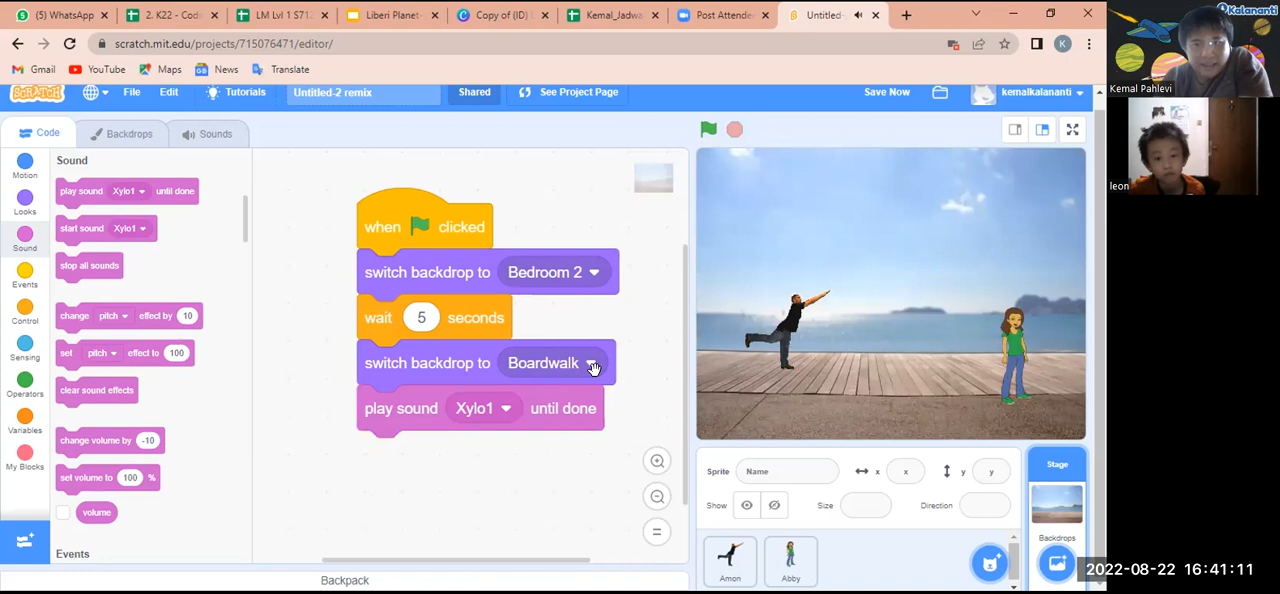 (5) WhatsApp
2. K22 - Codi
LM Lvl 1 S712
Liberi Planet
Copy of (ID) L
Kemal_Jadwa
Post Attende
Untitled-
scratch.mit.edu/projects/715076471/editor/
K
Gmail
YouTube
Maps
News
Translate
SCRATCH
File
Edit
Tutorials
Untitled-2 remix
Shared
See Project Page
Save Now
kemalkalananti
Code
Backdrops
Sounds
Motion
Looks
Sound
Events
Control
Sensing
Operators
Variables
My Blocks
Sound
play sound Xylo1 until done
start sound Xylo1
stop all sounds
change pitch effect by 10
set pitch effect to 100
clear sound effects
change volume by -10
set volume to 100 %
volume
Events
when clicked
switch backdrop to Bedroom 2
wait 5 seconds
switch backdrop to Boardwalk
play sound Xylo1 until done
Backpack
Sprite Name x x y y
Show Size Direction
Amon
Abby
Stage
Backdrops
Kalananti
Kemal Pahlevi
leon
2022-08-22 16:41:11